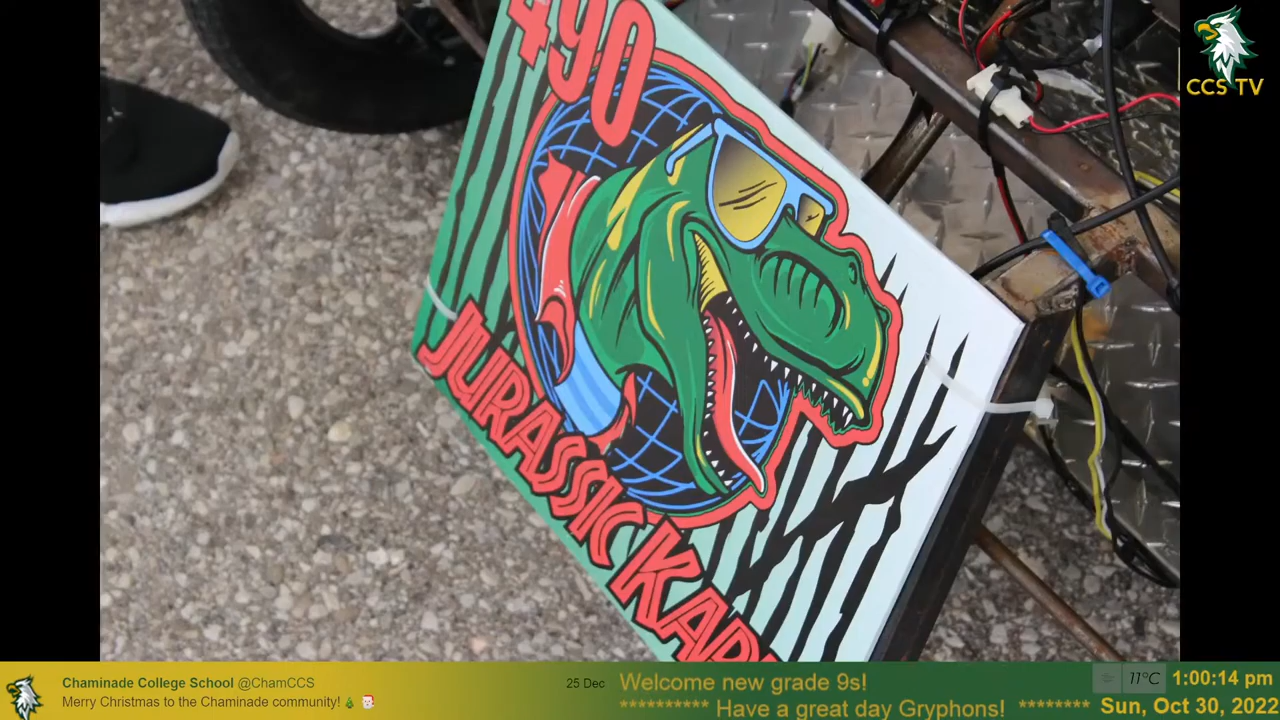 490
JURASSIC KAR
CCS TV
Chaminade College School @ChamCCS
25 Dec
Merry Christmas to the Chaminade community!
Welcome new grade 9s!
********** Have a great day Gryphons! ********
11°C
1:00:14 pm
Sun, Oct 30, 2022